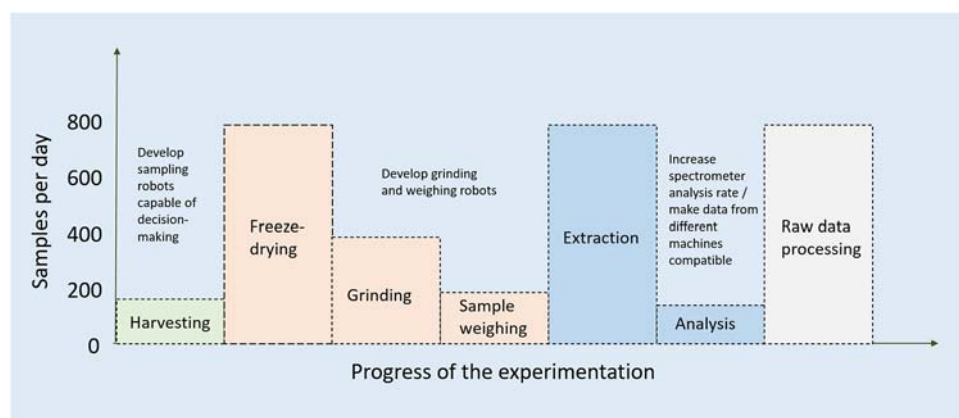 Samples per day
800
600
400
200
0
Develop
sampling
robots
capable of
decision-
making
Harvesting
Freeze-
drying
Develop grinding
and weighing robots
Grinding
Sample
weighing
Extraction
Increase
spectrometer
analysis rate /
make data from
different
machines
compatible
Analysis
Raw data
processing
Progress of the experimentation